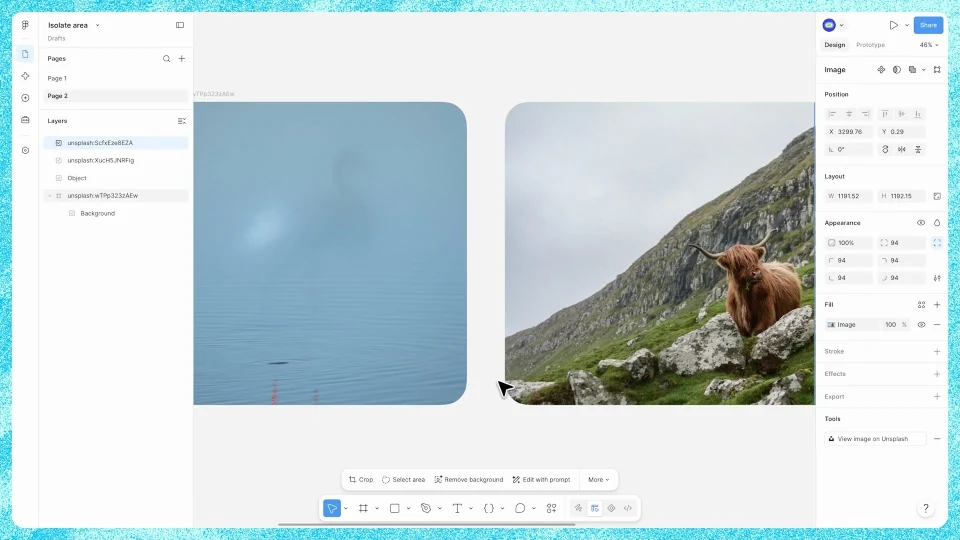 Isolate area
Drafts
Pages
Page 1
Page 2
Layers
unsplash:ScfxEze8EZA
unsplash:XucH5JNRFig
Object
unsplash:wTPp323zAEw
Background
wTPp323zAEw
Crop
Select area
Remove background
Edit with prompt
More
Share
Design
Prototype
46%
Image
Position
X 3299.76
Y 0.29
0°
Layout
W 1191.52
H 1192.15
Appearance
100%
94
94
94
94
94
Fill
Image
100 %
Stroke
Effects
Export
Tools
View image on Unsplash
?